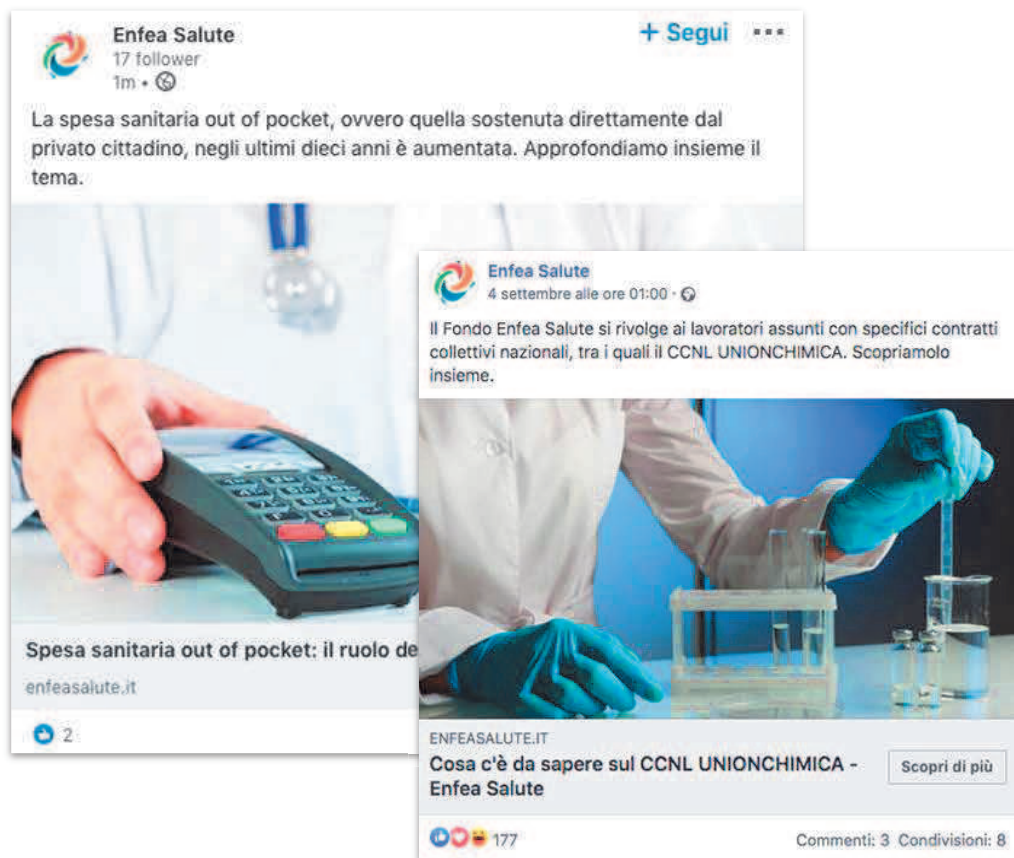 Enfea Salute
+ Segui
17 follower
1m •
La spesa sanitaria out of pocket, ovvero quella sostenuta direttamente dal
privato cittadino, negli ultimi dieci anni è aumentata. Approfondiamo insieme il
tema.
Spesa sanitaria out of pocket: il ruolo de
enfeasalute.it
2
Enfea Salute
4 settembre alle ore 01:00 ·
Il Fondo Enfea Salute si rivolge ai lavoratori assunti con specifici contratti
collettivi nazionali, tra i quali il CCNL UNIONCHIMICA. Scopriamolo
insieme.
ENFEASALUTE.IT
Cosa c'è da sapere sul CCNL UNIONCHIMICA -
Enfea Salute
Scopri di più
177
Commenti: 3 Condivisioni: 8